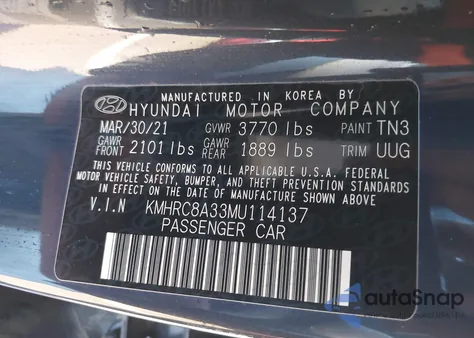 MANUFACTURED IN KOREA BY
HYUNDAI MOTOR COMPANY
MAR/30/21 GVWR 3770 lbs PAINT TN3
GAWR FRONT 2101 lbs GAWR REAR 1889 lbs TRIM UUG
THIS VEHICLE CONFORMS TO ALL APPLICABLE U.S.A. FEDERAL
MOTOR VEHICLE SAFETY, BUMPER, AND THEFT PREVENTION STANDARDS
IN EFFECT ON THE DATE OF MANUFACTURE SHOWN ABOVE.
V.I.N KMHRC8A33MU114137
PASSENGER CAR
autoSnap